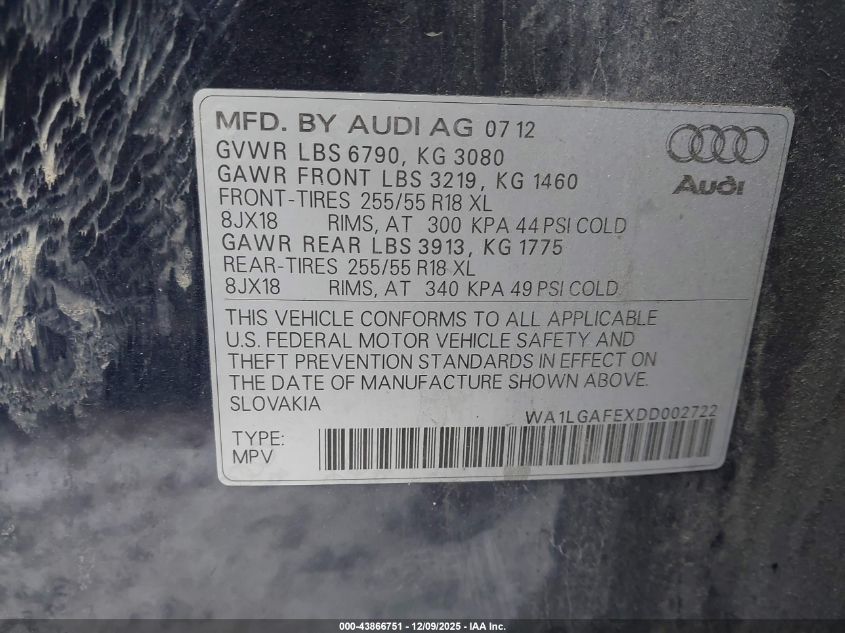 MFD. BY AUDI AG 07 12
GVWR LBS 6790, KG 3080
GAWR FRONT LBS 3219, KG 1460
FRONT-TIRES 255/55 R18 XL
8JX18 RIMS, AT 300 KPA 44 PSI COLD
GAWR REAR LBS 3913, KG 1775
REAR-TIRES 255/55 R18 XL
8JX18 RIMS, AT 340 KPA 49 PSI COLD
Audi
THIS VEHICLE CONFORMS TO ALL APPLICABLE
U.S. FEDERAL MOTOR VEHICLE SAFETY AND
THEFT PREVENTION STANDARDS IN EFFECT ON
THE DATE OF MANUFACTURE SHOWN ABOVE.
SLOVAKIA
WA1LGAFEXDD002722
TYPE:
MPV
000-43866751 - 12/09/2025 - IAA Inc.